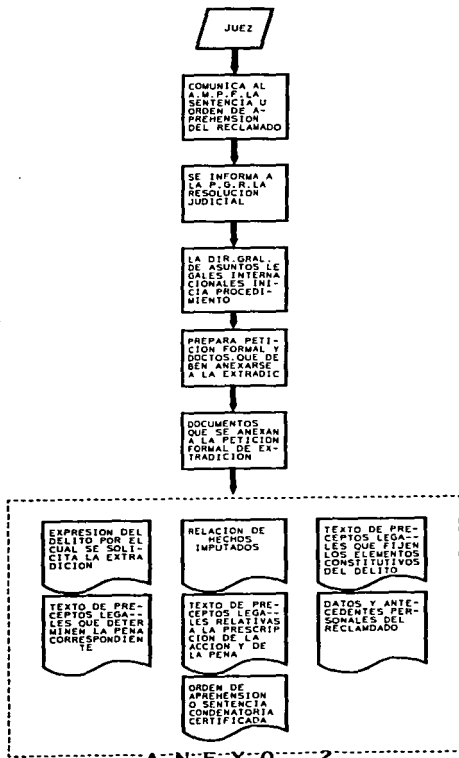 JUEZ
COMUNICA AL
A.M.P.F.LA
SENTENCIA U
ORDEN DE A-
PREHENSION
DEL RECLAMADO
SE INFORMA A
LA P.G.R.LA
RESOLUCION
JUDICIAL
LA DIR.GRAL.
DE ASUNTOS LE
GALES INTERNA
CIONALES INI-
CIA PROCEDI-
MIENTO
PREPARA PETI-
CION FORMAL Y
DOCTOS.QUE DE
BEN ANEXARSE
A LA EXTRADIC
DOCUMENTOS
QUE SE ANEXAN
A LA PETICION
FORMAL DE EX-
TRADICION
EXPRESION DEL
DELITO POR EL
CUAL SE SOLI-
CITA LA EXTRA
DICION
RELACION DE
HECHOS
IMPUTADOS
TEXTO DE PRE-
CEPTOS LEGA--
LES QUE FIJEN
LOS ELEMENTOS
CONSTITUTIVOS
DEL DELITO
TEXTO DE PRE-
CEPTOS LEGA--
LES QUE DETER
MINEN LA PENA
CORRESPONDIEN
TE
TEXTO DE PRE-
CEPTOS LEGA--
LES RELATIVAS
A LA PRESCRIP
CION DE LA
ACCION Y DE
LA PENA
DATOS Y ANTE-
CEDENTES PER-
SONALES DEL
RECLAMDADO
ORDEN DE
APREHENSION
O SENTENCIA
CONDENATORIA
CERTIFICADA
A N E X O 2